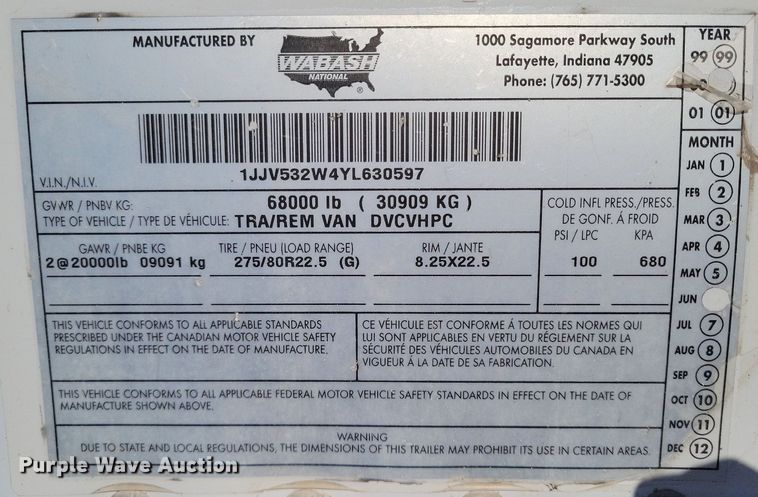 MANUFACTURED BY
WABASH
NATIONAL
®
1000 Sagamore Parkway South
Lafayette, Indiana 47905
Phone: (765) 771-5300
V.I.N./N.I.V.
1JJV532W4YL630597
GVWR / PNBV KG: 68000 lb ( 30909 KG )
TYPE OF VEHICLE / TYPE DE VÉHICULE: TRA/REM VAN DVCVHPC
COLD INFL PRESS./PRESS.
DE GONF. Á FROID
PSI / LPC KPA
100 680
GAWR / PNBE KG TIRE / PNEU (LOAD RANGE) RIM / JANTE
2@20000lb 09091 kg 275/80R22.5 (G) 8.25X22.5
THIS VEHICLE CONFORMS TO ALL APPLICABLE STANDARDS
PRESCRIBED UNDER THE CANADIAN MOTOR VEHICLE SAFETY
REGULATIONS IN EFFECT ON THE DATE OF MANUFACTURE.
CE VÉHICULE EST CONFORME Á TOUTES LES NORMES QUI
LUI SONT APPLICABLES EN VERTU DU RÉGLEMENT SUR LA
SÉCURITÉ DES VÉHICULES AUTOMOBILES DU CANADA EN
VIGUEUR Á LA DATE DE SA FABRICATION.
THIS VEHICLE CONFORMS TO ALL APPLICABLE FEDERAL MOTOR VEHICLE SAFETY STANDARDS IN EFFECT ON THE DATE OF
MANUFACTURE SHOWN ABOVE.
WARNING
DUE TO STATE AND LOCAL REGULATIONS, THE DIMENSIONS OF THIS TRAILER MAY PROHIBIT ITS USE IN CERTAIN AREAS.
YEAR
99 99
01 01
MONTH
JAN 1
FEB 2
MAR 3
APR 4
MAY 5
JUN
JUL 7
AUG 8
SEP 9
OCT 10
NOV 11
DEC 12
Purple Wave Auction